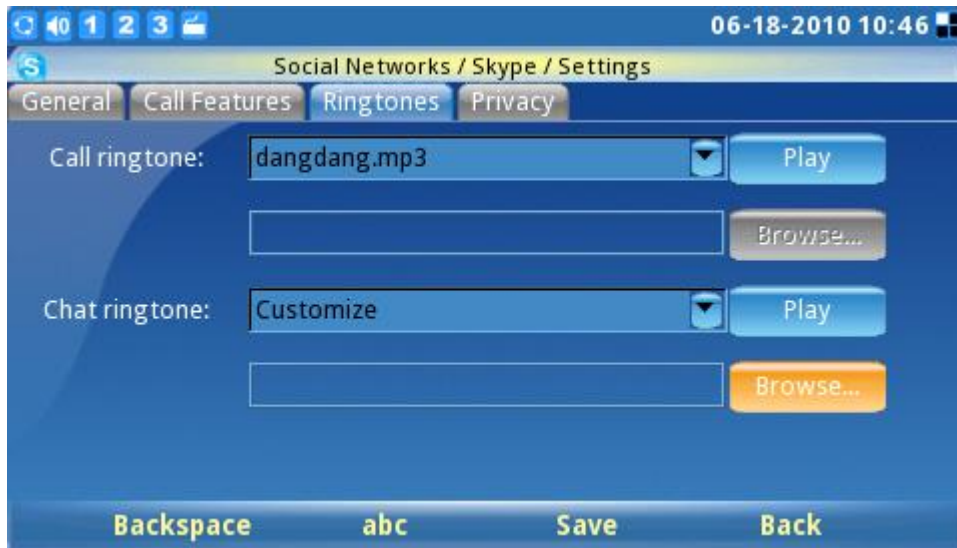 1 2 3 06-18-2010 10:46
S Social Networks / Skype / Settings
General Call Features Ringtones Privacy
Call ringtone: dangdang.mp3 Play
Browse...
Chat ringtone: Customize Play
Browse...
Backspace abc Save Back